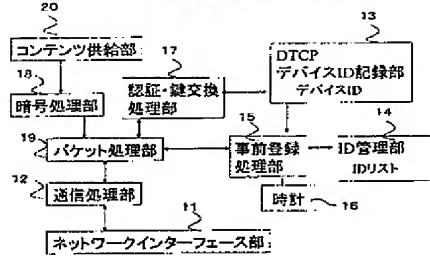 20
コンテンツ供給部
18
暗号処理部
17
認証・鍵交換
処理部
13
DTCP
デバイスID記録部
デバイスID
19
パケット処理部
15
事前登録
処理部
14
ID管理部
IDリスト
12
通信処理部
時計
16
11
ネットワークインターフェース部